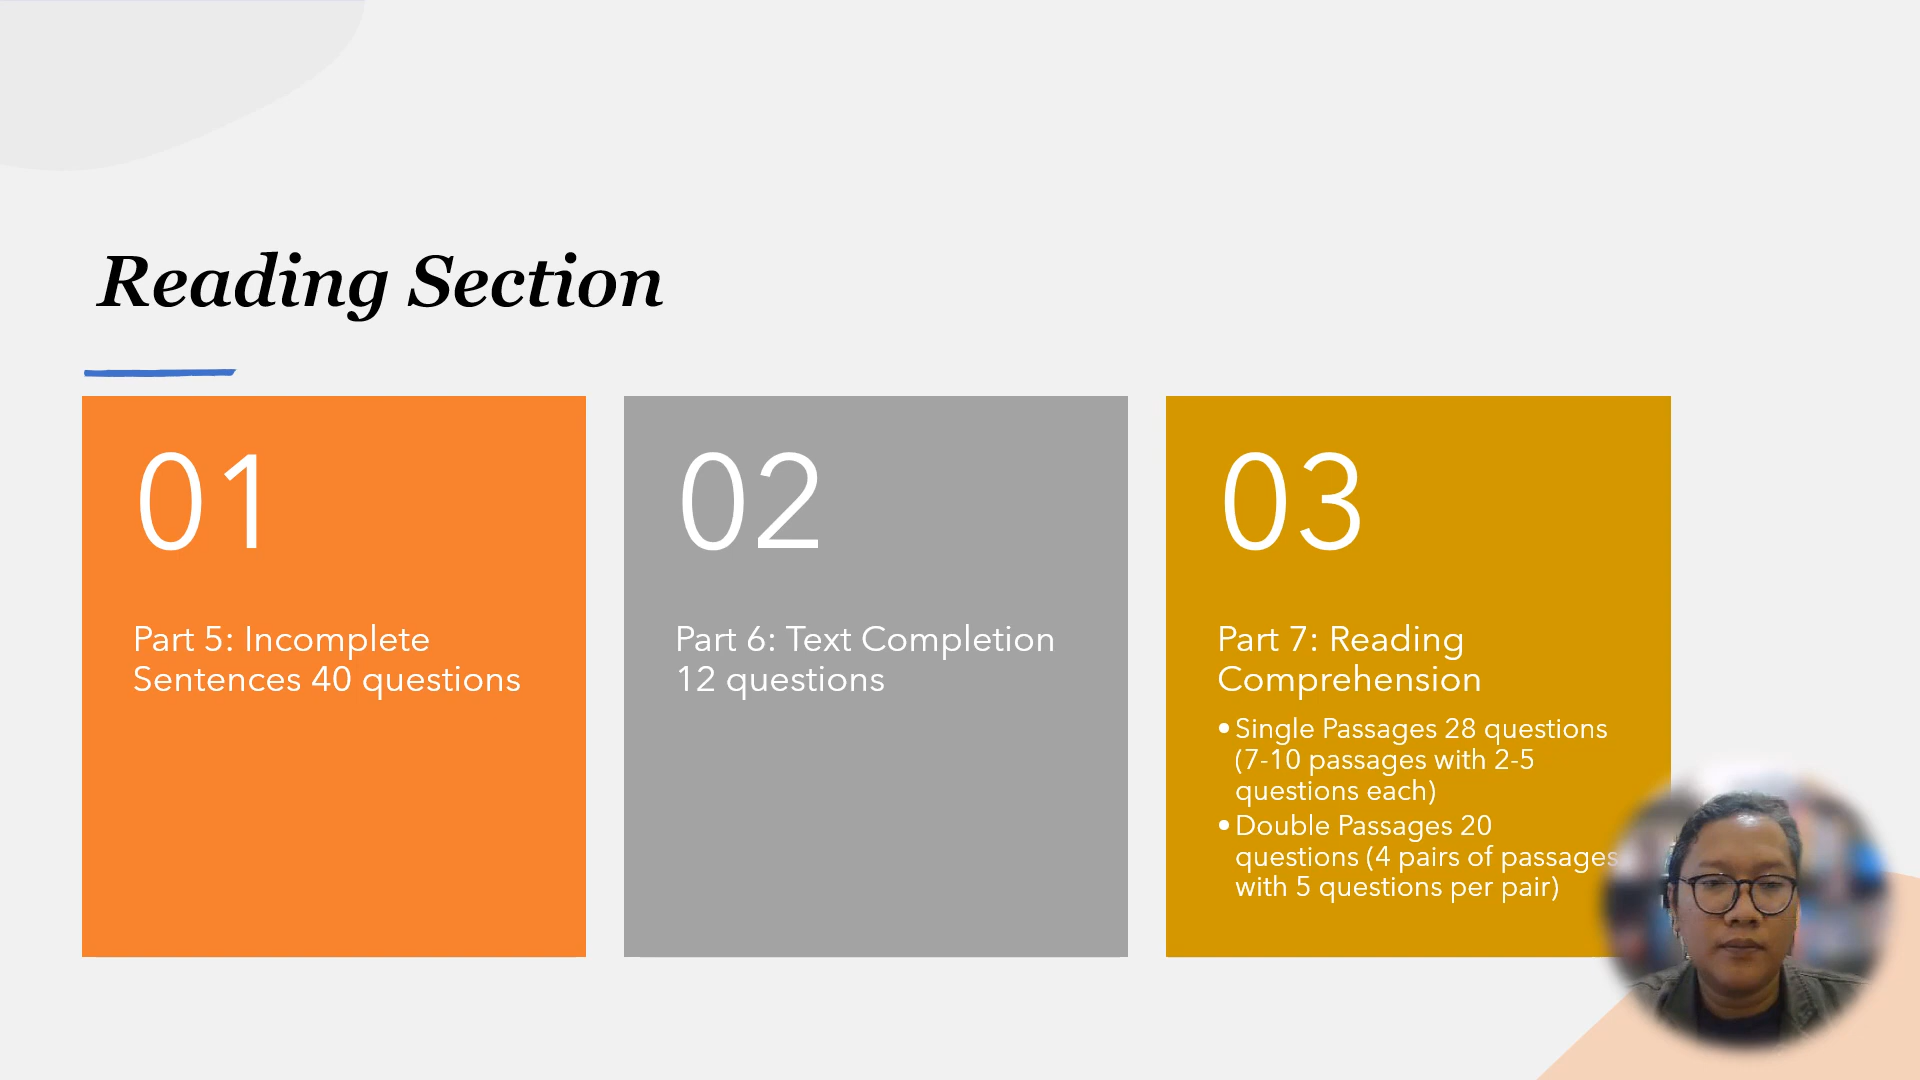 Reading Section
01
Part 5: Incomplete
Sentences 40 questions
02
Part 6: Text Completion
12 questions
03
Part 7: Reading
Comprehension
•Single Passages 28 questions
(7-10 passages with 2-5
questions each)
•Double Passages 20
questions (4 pairs of passages
with 5 questions per pair)